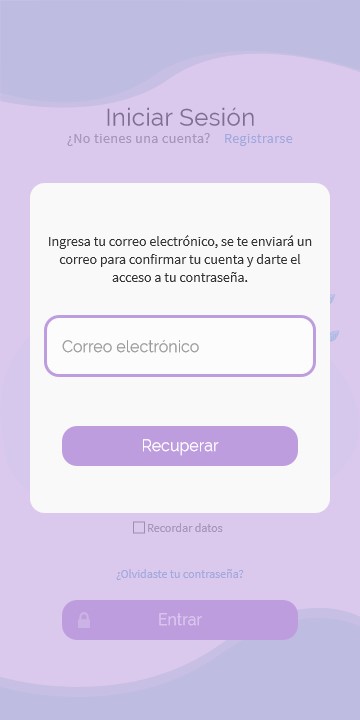 Iniciar Sesión
¿No tienes una cuenta? Registrarse
Ingresa tu correo electrónico, se te enviará un
correo para confirmar tu cuenta y darte el
acceso a tu contraseña.
Correo electrónico
Recuperar
Recordar datos
¿Olvidaste tu contraseña?
Entrar